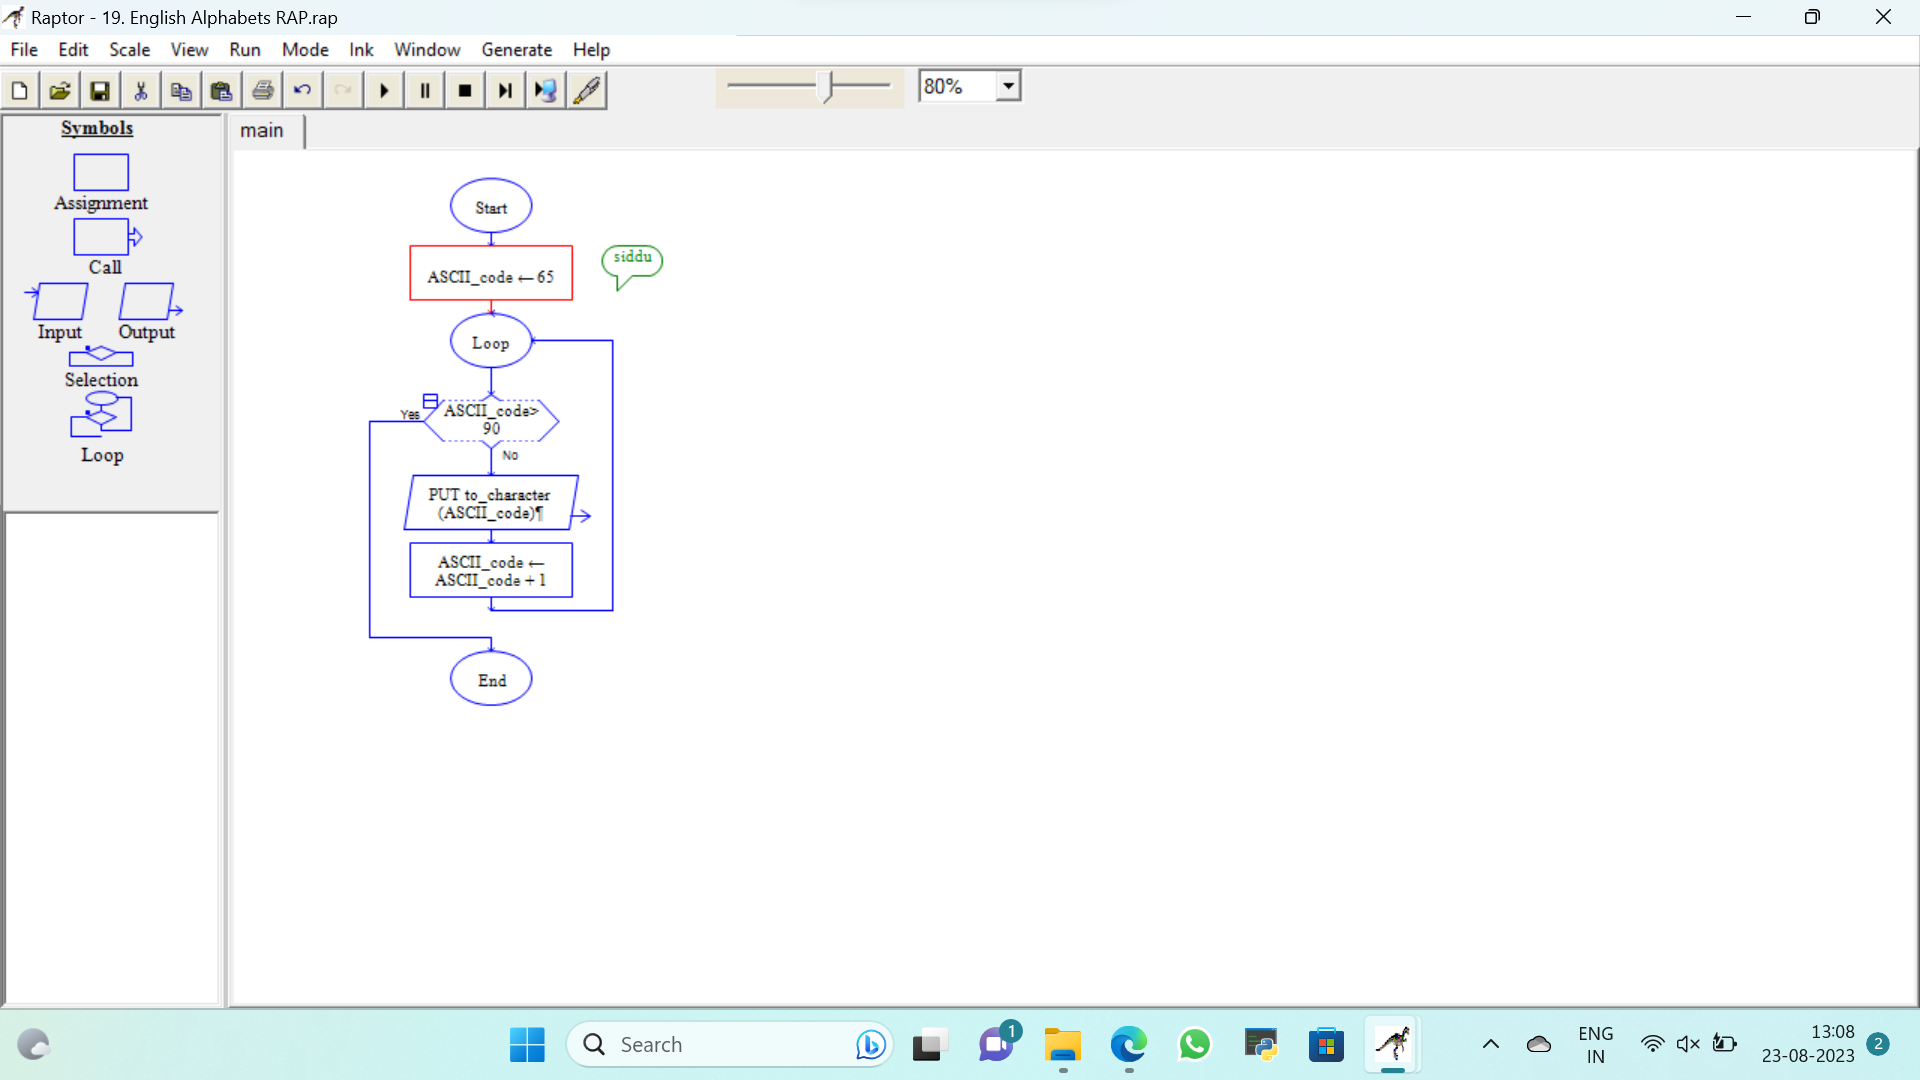 Raptor - 19. English Alphabets RAP.rap
File Edit Scale View Run Mode Ink Window Generate Help
80%
Symbols
Assignment
Call
Input Output
Selection
Loop
main
Start
ASCII_code ← 65
siddu
Loop
Yes
ASCII_code>
90
No
PUT to_character
(ASCII_code)¶
ASCII_code ←
ASCII_code + 1
End
Search
1
ENG
IN
13:08
23-08-2023
2